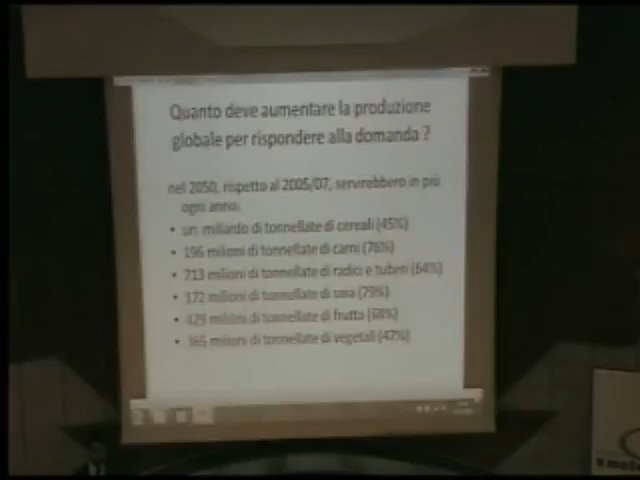 Quanto deve aumentare la produzione
globale per rispondere alla domanda ?
nel 2050, rispetto al 2005/07, servirebbero in più
ogni anno:
• un miliardo di tonnellate di cereali (45%)
• 196 milioni di tonnellate di carni (76%)
• 713 milioni di tonnellate di radici e tuberi (64%)
• 172 milioni di tonnellate di soia (79%)
• 429 milioni di tonnellate di frutta (68%)
• 365 milioni di tonnellate di vegetali (47%)